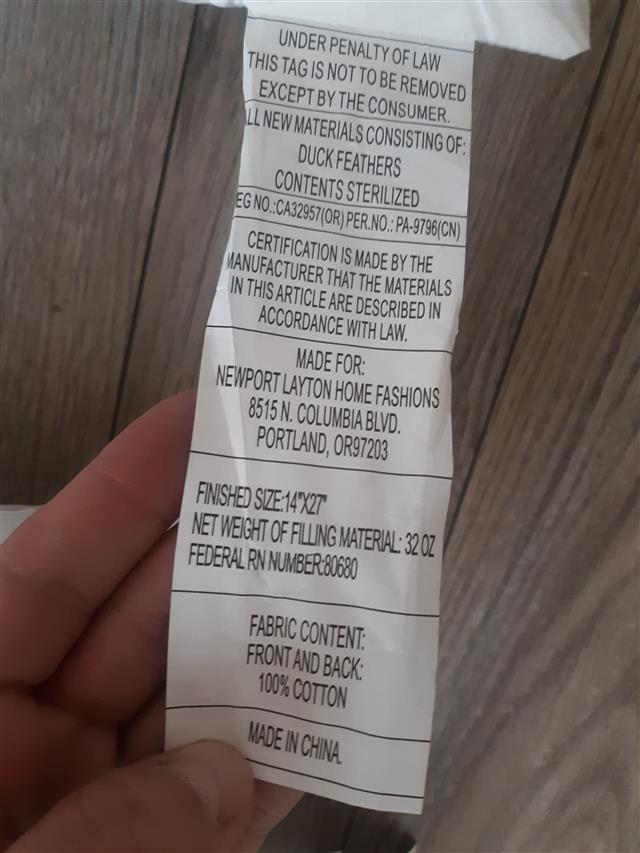 UNDER PENALTY OF LAW
THIS TAG IS NOT TO BE REMOVED
EXCEPT BY THE CONSUMER.
LL NEW MATERIALS CONSISTING OF:
DUCK FEATHERS
CONTENTS STERILIZED
EG NO.:CA32957(OR) PER.NO.: PA-9796(CN)
CERTIFICATION IS MADE BY THE
MANUFACTURER THAT THE MATERIALS
IN THIS ARTICLE ARE DESCRIBED IN
ACCORDANCE WITH LAW.
MADE FOR:
NEWPORT LAYTON HOME FASHIONS
8515 N. COLUMBIA BLVD.
PORTLAND, OR97203
FINISHED SIZE:14"X27"
NET WEIGHT OF FILLING MATERIAL: 32 OZ
FEDERAL RN NUMBER:80680
FABRIC CONTENT:
FRONT AND BACK:
100% COTTON
MADE IN CHINA.